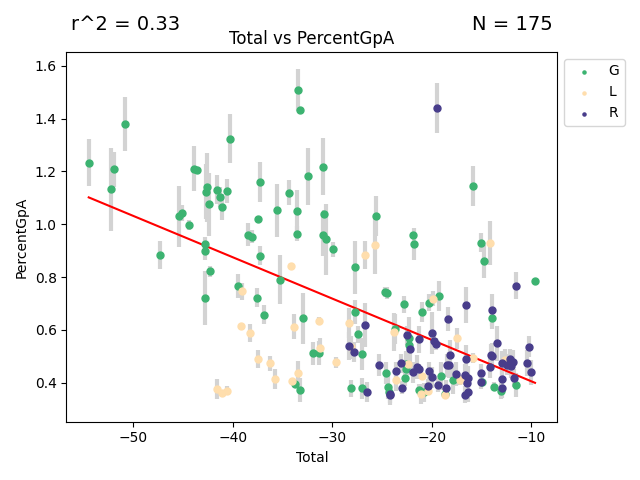 r^2 = 0.33 N = 175
Total vs PercentGpA
1.6
1.4
1.2
1.0
0.8
0.6
0.4
PercentGpA
−50 −40 −30 −20 −10
Total
G
L
R